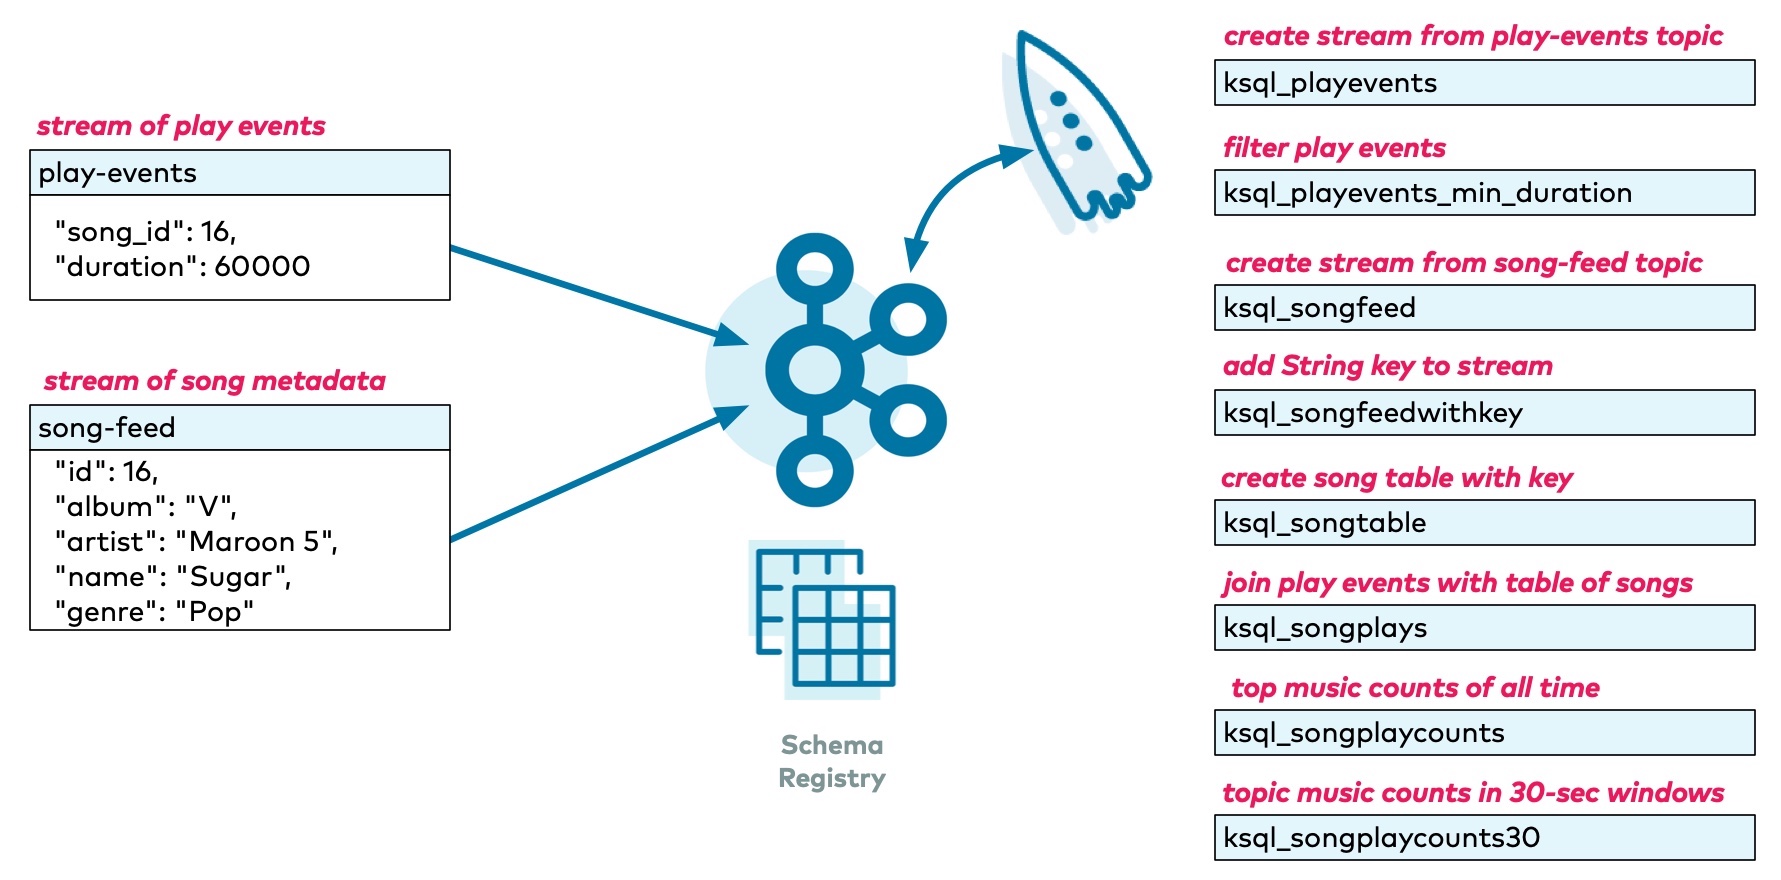 stream of play events
play-events
"song_id": 16,
"duration": 60000
stream of song metadata
song-feed
"id": 16,
"album": "V",
"artist": "Maroon 5",
"name": "Sugar",
"genre": "Pop"
Schema
Registry
create stream from play-events topic
ksql_playevents
filter play events
ksql_playevents_min_duration
create stream from song-feed topic
ksql_songfeed
add String key to stream
ksql_songfeedwithkey
create song table with key
ksql_songtable
join play events with table of songs
ksql_songplays
top music counts of all time
ksql_songplaycounts
topic music counts in 30-sec windows
ksql_songplaycounts30